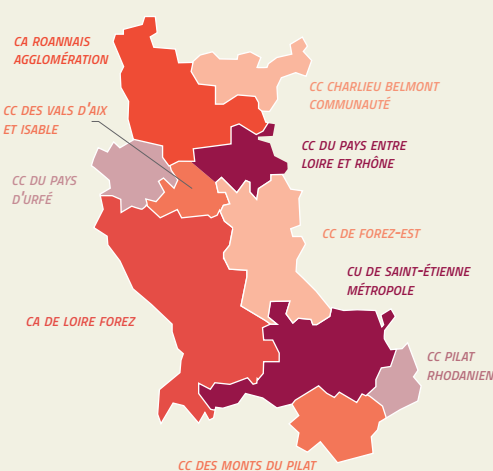 CA ROANNAIS
AGGLOMÉRATION
CC CHARLIEU BELMONT
COMMUNAUTÉ
CC DES VALS D'AIX
ET ISABLE
CC DU PAYS ENTRE
LOIRE ET RHÔNE
CC DU PAYS
D'URFÉ
CC DE FOREZ-EST
CU DE SAINT-ÉTIENNE
MÉTROPOLE
CA DE LOIRE FOREZ
CC PILAT
RHODANIEN
CC DES MONTS DU PILAT